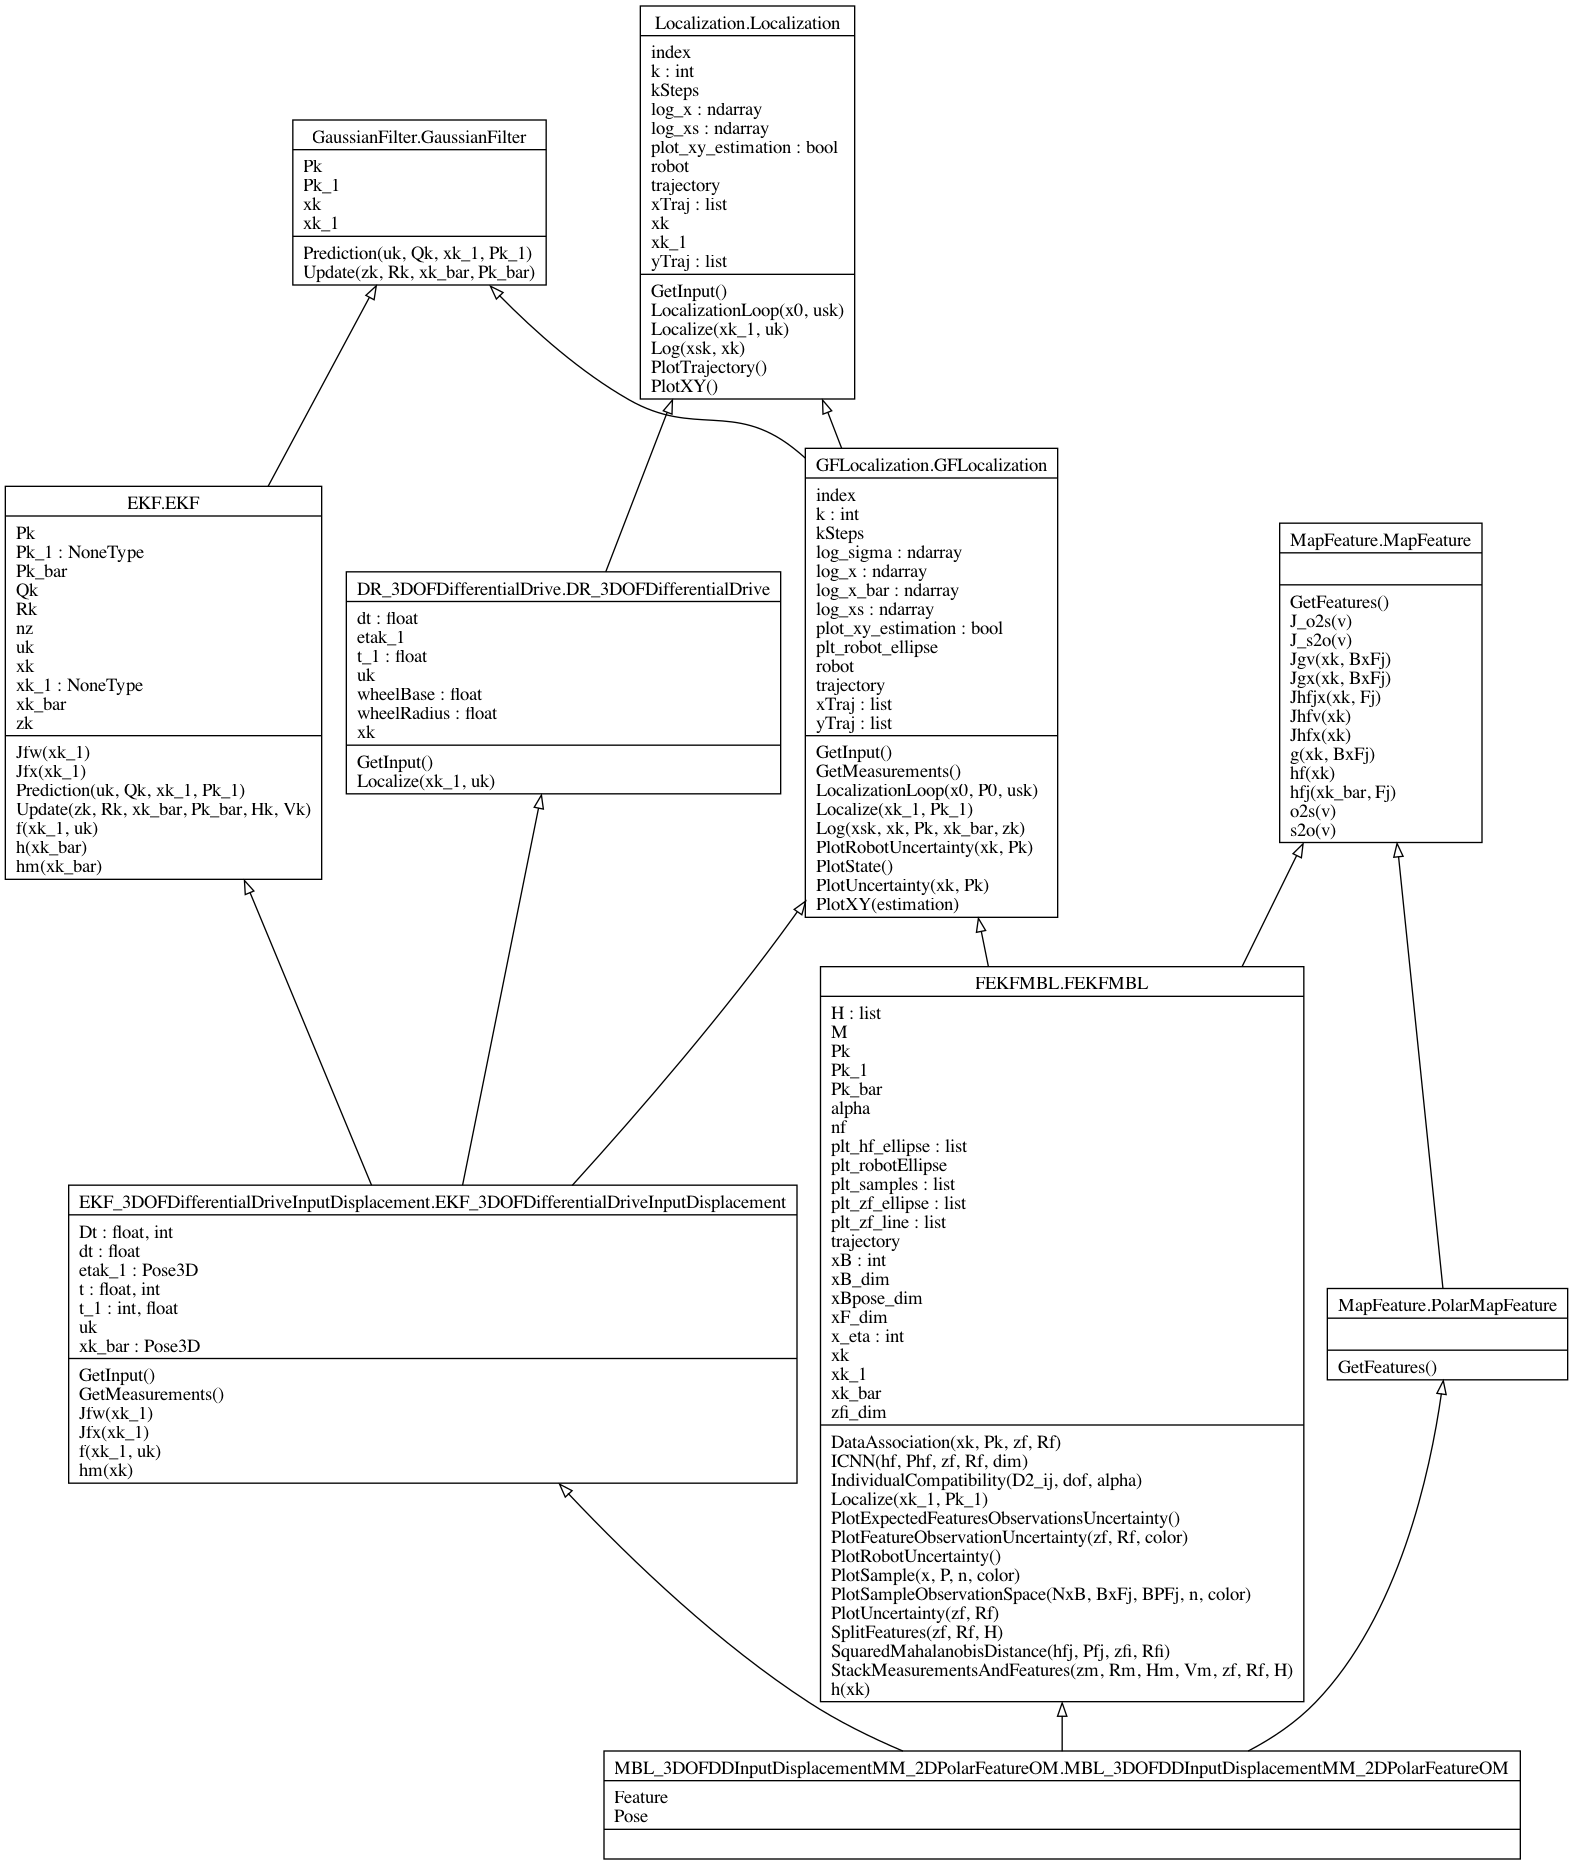 Localization.Localization
index
k : int
kSteps
log_x : ndarray
log_xs : ndarray
plot_xy_estimation : bool
robot
trajectory
xTraj : list
xk
xk_1
yTraj : list
GetInput()
LocalizationLoop(x0, usk)
Localize(xk_1, uk)
Log(xsk, xk)
PlotTrajectory()
PlotXY()
GaussianFilter.GaussianFilter
Pk
Pk_1
xk
xk_1
Prediction(uk, Qk, xk_1, Pk_1)
Update(zk, Rk, xk_bar, Pk_bar)
EKF.EKF
Pk
Pk_1 : NoneType
Pk_bar
Qk
Rk
nz
uk
xk
xk_1 : NoneType
xk_bar
zk
Jfw(xk_1)
Jfx(xk_1)
Prediction(uk, Qk, xk_1, Pk_1)
Update(zk, Rk, xk_bar, Pk_bar, Hk, Vk)
f(xk_1, uk)
h(xk_bar)
hm(xk_bar)
DR_3DOFDifferentialDrive.DR_3DOFDifferentialDrive
dt : float
etak_1
t_1 : float
uk
wheelBase : float
wheelRadius : float
xk
GetInput()
Localize(xk_1, uk)
GFLocalization.GFLocalization
index
k : int
kSteps
log_sigma : ndarray
log_x : ndarray
log_x_bar : ndarray
log_xs : ndarray
plot_xy_estimation : bool
plt_robot_ellipse
robot
trajectory
xTraj : list
yTraj : list
GetInput()
GetMeasurements()
LocalizationLoop(x0, P0, usk)
Localize(xk_1, Pk_1)
Log(xsk, xk, Pk, xk_bar, zk)
PlotRobotUncertainty(xk, Pk)
PlotState()
PlotUncertainty(xk, Pk)
PlotXY(estimation)
MapFeature.MapFeature
GetFeatures()
J_o2s(v)
J_s2o(v)
Jgv(xk, BxFj)
Jgx(xk, BxFj)
Jhfjx(xk, Fj)
Jhfv(xk)
Jhfx(xk)
g(xk, BxFj)
hf(xk)
hfj(xk_bar, Fj)
o2s(v)
s2o(v)
EKF_3DOFDifferentialDriveInputDisplacement.EKF_3DOFDifferentialDriveInputDisplacement
Dt : float, int
dt : float
etak_1 : Pose3D
t : float, int
t_1 : int, float
uk
xk_bar : Pose3D
GetInput()
GetMeasurements()
Jfw(xk_1)
Jfx(xk_1)
f(xk_1, uk)
hm(xk)
FEKFMBL.FEKFMBL
H : list
M
Pk
Pk_1
Pk_bar
alpha
nf
plt_hf_ellipse : list
plt_robotEllipse
plt_samples : list
plt_zf_ellipse : list
plt_zf_line : list
trajectory
xB : int
xB_dim
xBpose_dim
xF_dim
x_eta : int
xk
xk_1
xk_bar
zfi_dim
DataAssociation(xk, Pk, zf, Rf)
ICNN(hf, Phf, zf, Rf, dim)
IndividualCompatibility(D2_ij, dof, alpha)
Localize(xk_1, Pk_1)
PlotExpectedFeaturesObservationsUncertainty()
PlotFeatureObservationUncertainty(zf, Rf, color)
PlotRobotUncertainty()
PlotSample(x, P, n, color)
PlotSampleObservationSpace(NxB, BxFj, BPFj, n, color)
PlotUncertainty(zf, Rf)
SplitFeatures(zf, Rf, H)
SquaredMahalanobisDistance(hfj, Pfj, zfi, Rfi)
StackMeasurementsAndFeatures(zm, Rm, Hm, Vm, zf, Rf, H)
h(xk)
MapFeature.PolarMapFeature
GetFeatures()
MBL_3DOFDDInputDisplacementMM_2DPolarFeatureOM.MBL_3DOFDDInputDisplacementMM_2DPolarFeatureOM
Feature
Pose